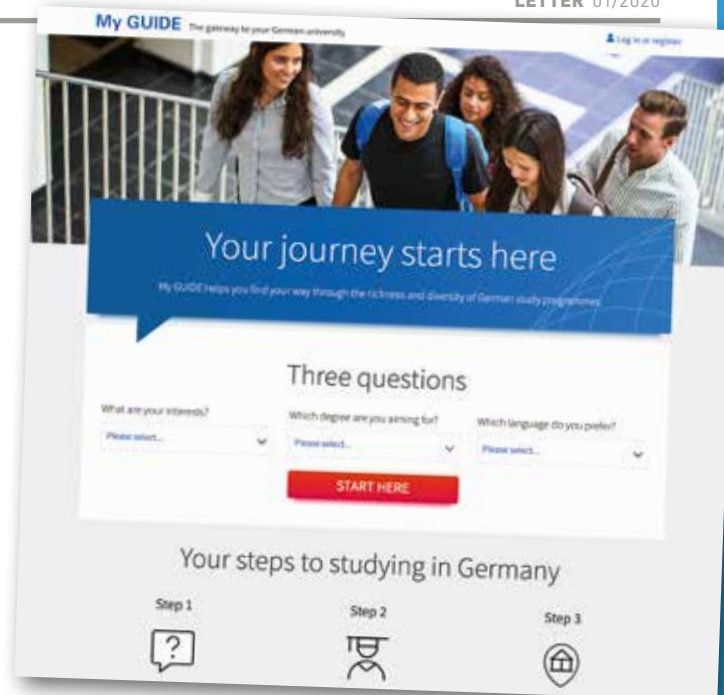 LETTER 01/2020
My GUIDE The gateway to your German university
Log in or register
Your journey starts here
My GUIDE helps you find your way through the richness and diversity of German study programmes
Three questions
What are your interests?
Which degree are you aiming for?
Which language do you prefer?
Please select...
Please select...
Please select...
START HERE
Your steps to studying in Germany
Step 1
Step 2
Step 3
?